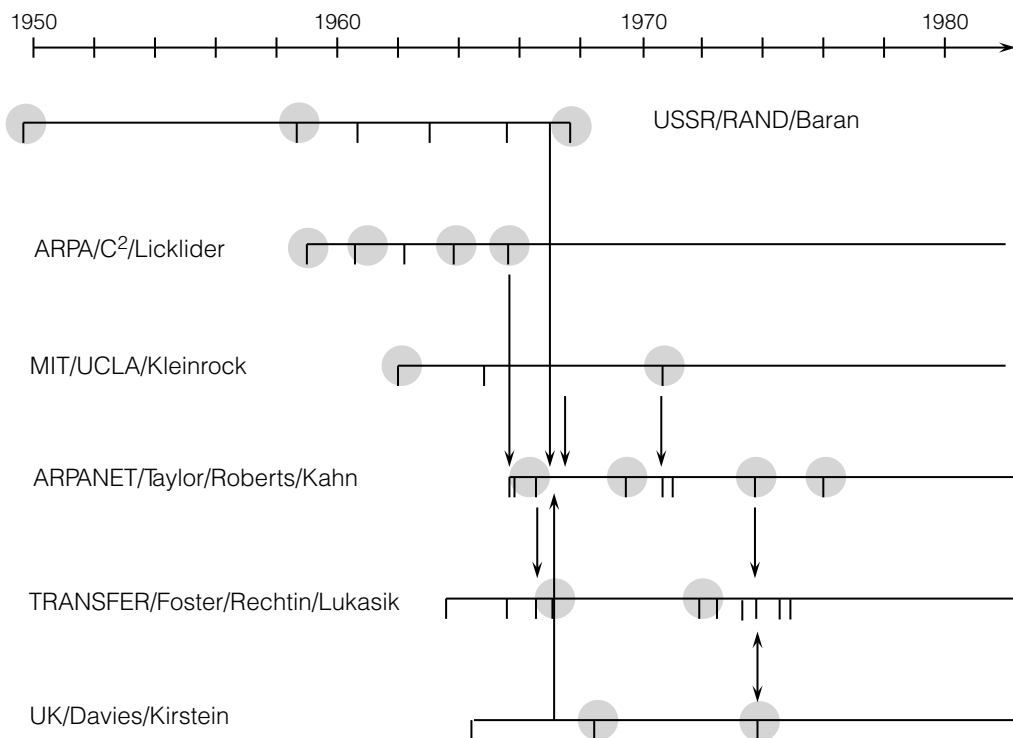 1950 1960 1970 1980
USSR/RAND/Baran
ARPA/C²/Licklider
MIT/UCLA/Kleinrock
ARPANET/Taylor/Roberts/Kahn
TRANSFER/Foster/Rechtin/Lukasik
UK/Davies/Kirstein